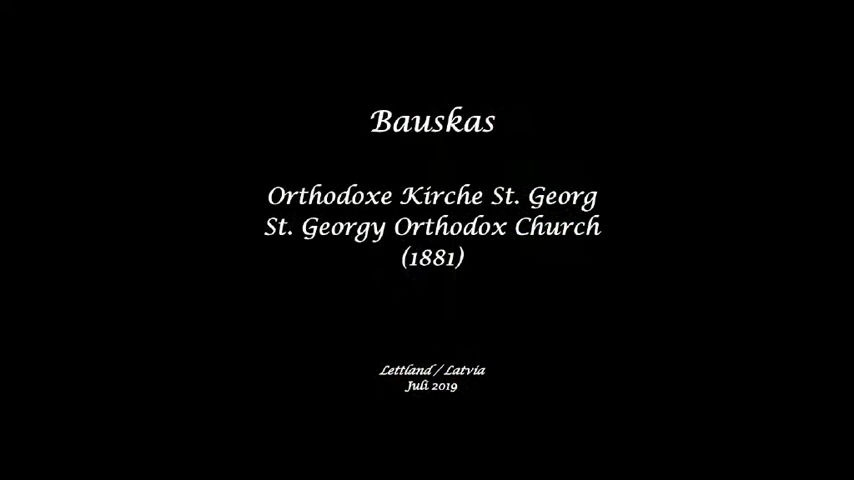 Bauskas
Orthodoxe Kirche St. Georg
St. Georgy Orthodox Church
(1881)
Lettland / Latvia
Juli 2019